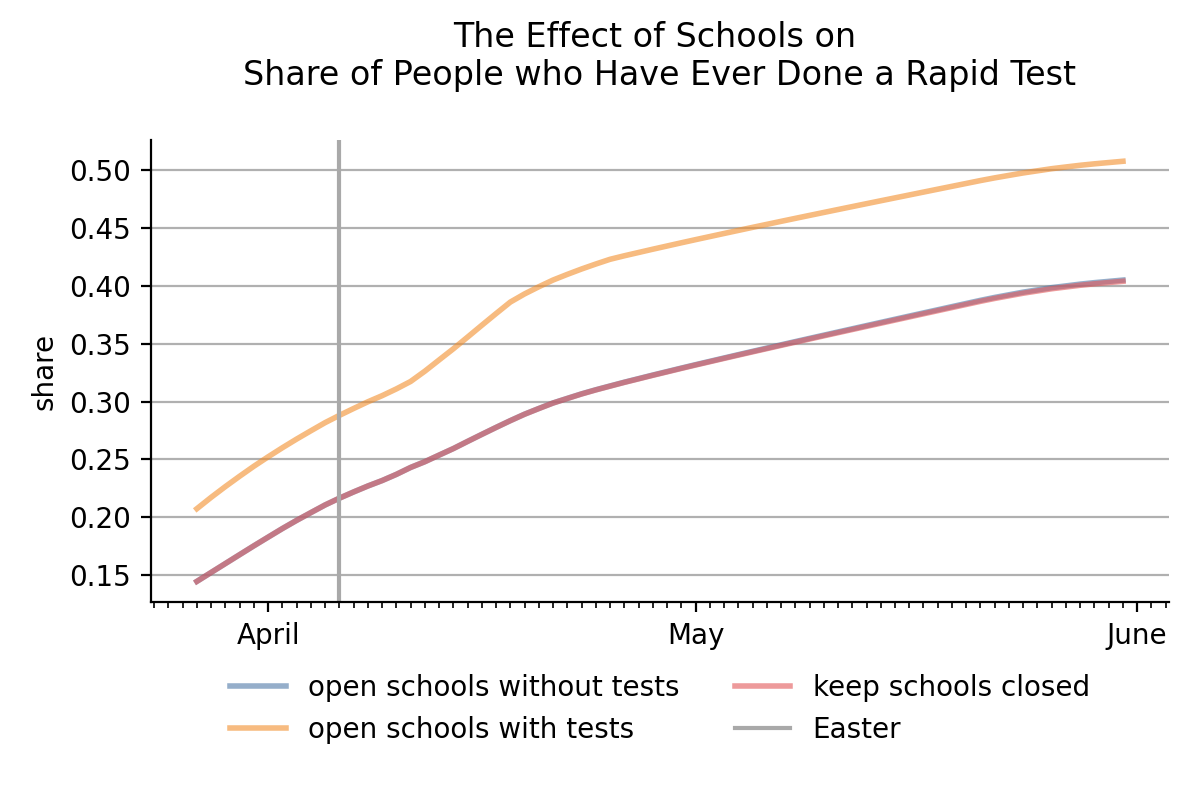 The Effect of Schools on
Share of People who Have Ever Done a Rapid Test
share
0.50
0.45
0.40
0.35
0.30
0.25
0.20
0.15
April May June
open schools without tests keep schools closed
open schools with tests Easter